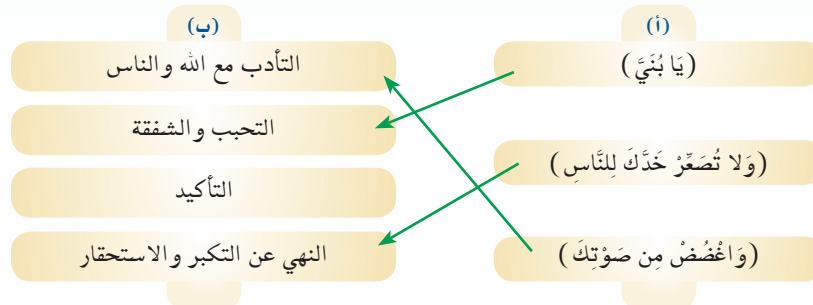 (أ)
(يَا بُنَيَّ)
(وَلا تُصَعِّرْ خَدَّكَ لِلنَّاسِ)
(وَاغْضُضْ مِن صَوْتِكَ)
(ب)
التأدب مع الله والناس
التحبب والشفقة
التأكيد
النهي عن التكبر والاستحقار